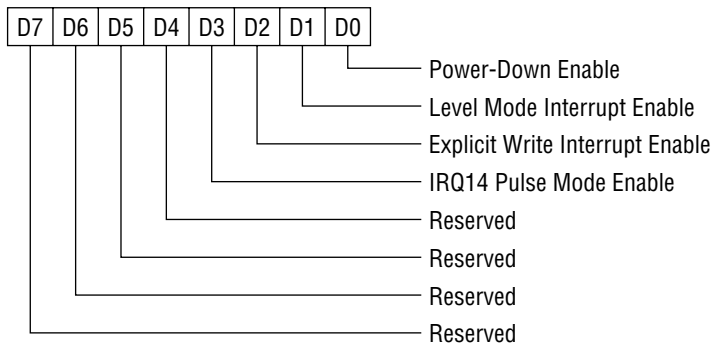 D7 D6 D5 D4 D3 D2 D1 D0
Power-Down Enable
Level Mode Interrupt Enable
Explicit Write Interrupt Enable
IRQ14 Pulse Mode Enable
Reserved
Reserved
Reserved
Reserved